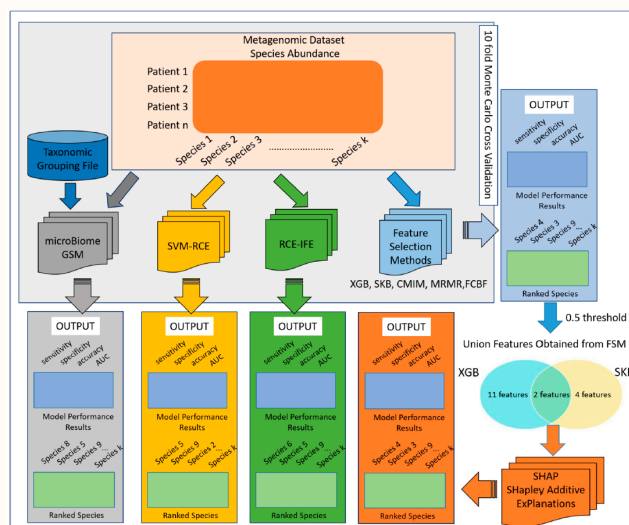 Metagenomic Dataset
Species Abundance
Patient 1
Patient 2
Patient 3
Patient n
Species 1
Species 2
Species 3
........................
Species k
10 fold Monte Carlo Cross Validation
Taxonomic
Grouping File
microBiome
GSM
SVM-RCE
RCE-IFE
Feature
Selection
Methods
XGB, SKB, CMIM, MRMR,FCBF
OUTPUT
sensitivity
specificity
accuracy
AUC
Model Performance
Results
Species 4
Species 3
Species 9
...
Species k
Ranked Species
0.5 threshold
Union Features Obtained from FSM
XGB
SKB
11 features
2 features
4 features
SHAP
SHapley Additive
ExPlanations
OUTPUT
sensitivity
specificity
accuracy
AUC
Model Performance
Results
Species 8
Species 5
Species 9
...
Species k
Ranked Species
OUTPUT
sensitivity
specificity
accuracy
AUC
Model Performance
Results
Species 5
Species 9
Species 2...
Species k
Ranked Species
OUTPUT
sensitivity
specificity
accuracy
AUC
Model Performance
Results
Species 6
Species 5
Species 9...
Species k
Ranked Species
OUTPUT
sensitivity
specificity
accuracy
AUC
Model Performance
Results
Species 4
Species 3
Species 9...
Species k
Ranked Species